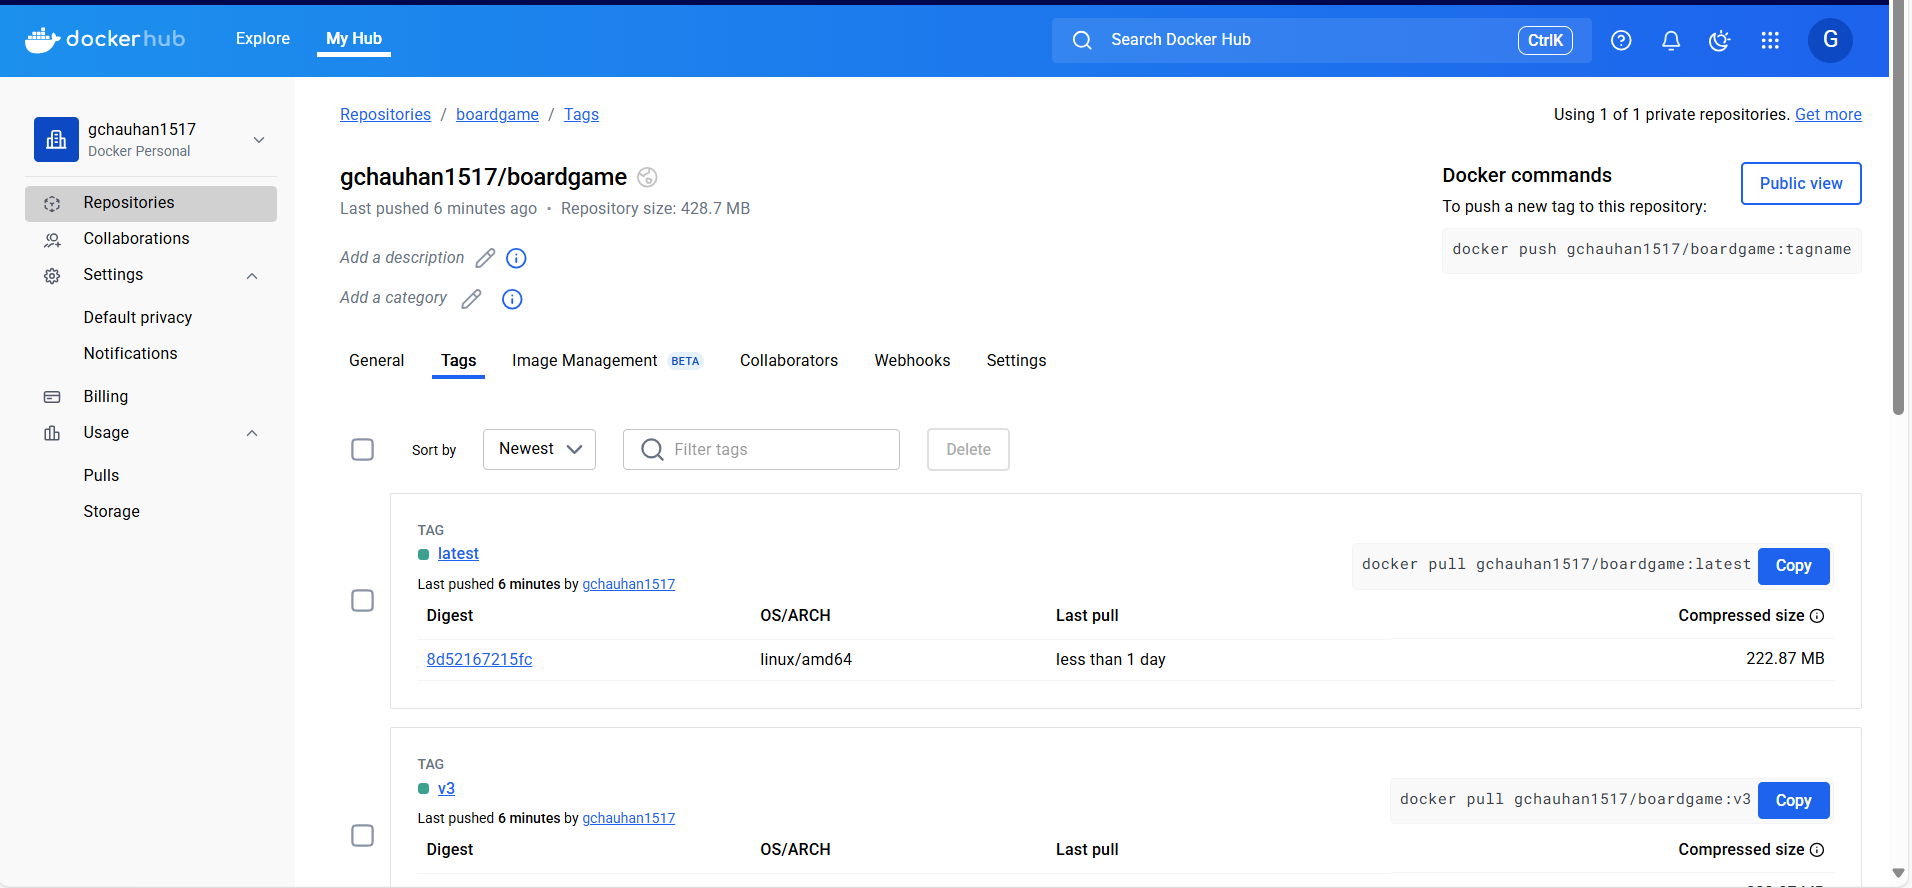 dockerhub
Explore
My Hub
Search Docker Hub
CtrlK
G
gchauhan1517
Docker Personal
Repositories
Collaborations
Settings
Default privacy
Notifications
Billing
Usage
Pulls
Storage
Repositories / boardgame / Tags
Using 1 of 1 private repositories. Get more
gchauhan1517/boardgame
Last pushed 6 minutes ago • Repository size: 428.7 MB
Add a description
Add a category
Docker commands
To push a new tag to this repository:
docker push gchauhan1517/boardgame:tagname
Public view
General
Tags
Image Management BETA
Collaborators
Webhooks
Settings
Sort by
Newest
Filter tags
Delete
TAG
latest
Last pushed 6 minutes by gchauhan1517
docker pull gchauhan1517/boardgame:latest
Copy
Digest OS/ARCH Last pull Compressed size
8d52167215fc linux/amd64 less than 1 day 222.87 MB
TAG
v3
Last pushed 6 minutes by gchauhan1517
docker pull gchauhan1517/boardgame:v3
Copy
Digest OS/ARCH Last pull Compressed size